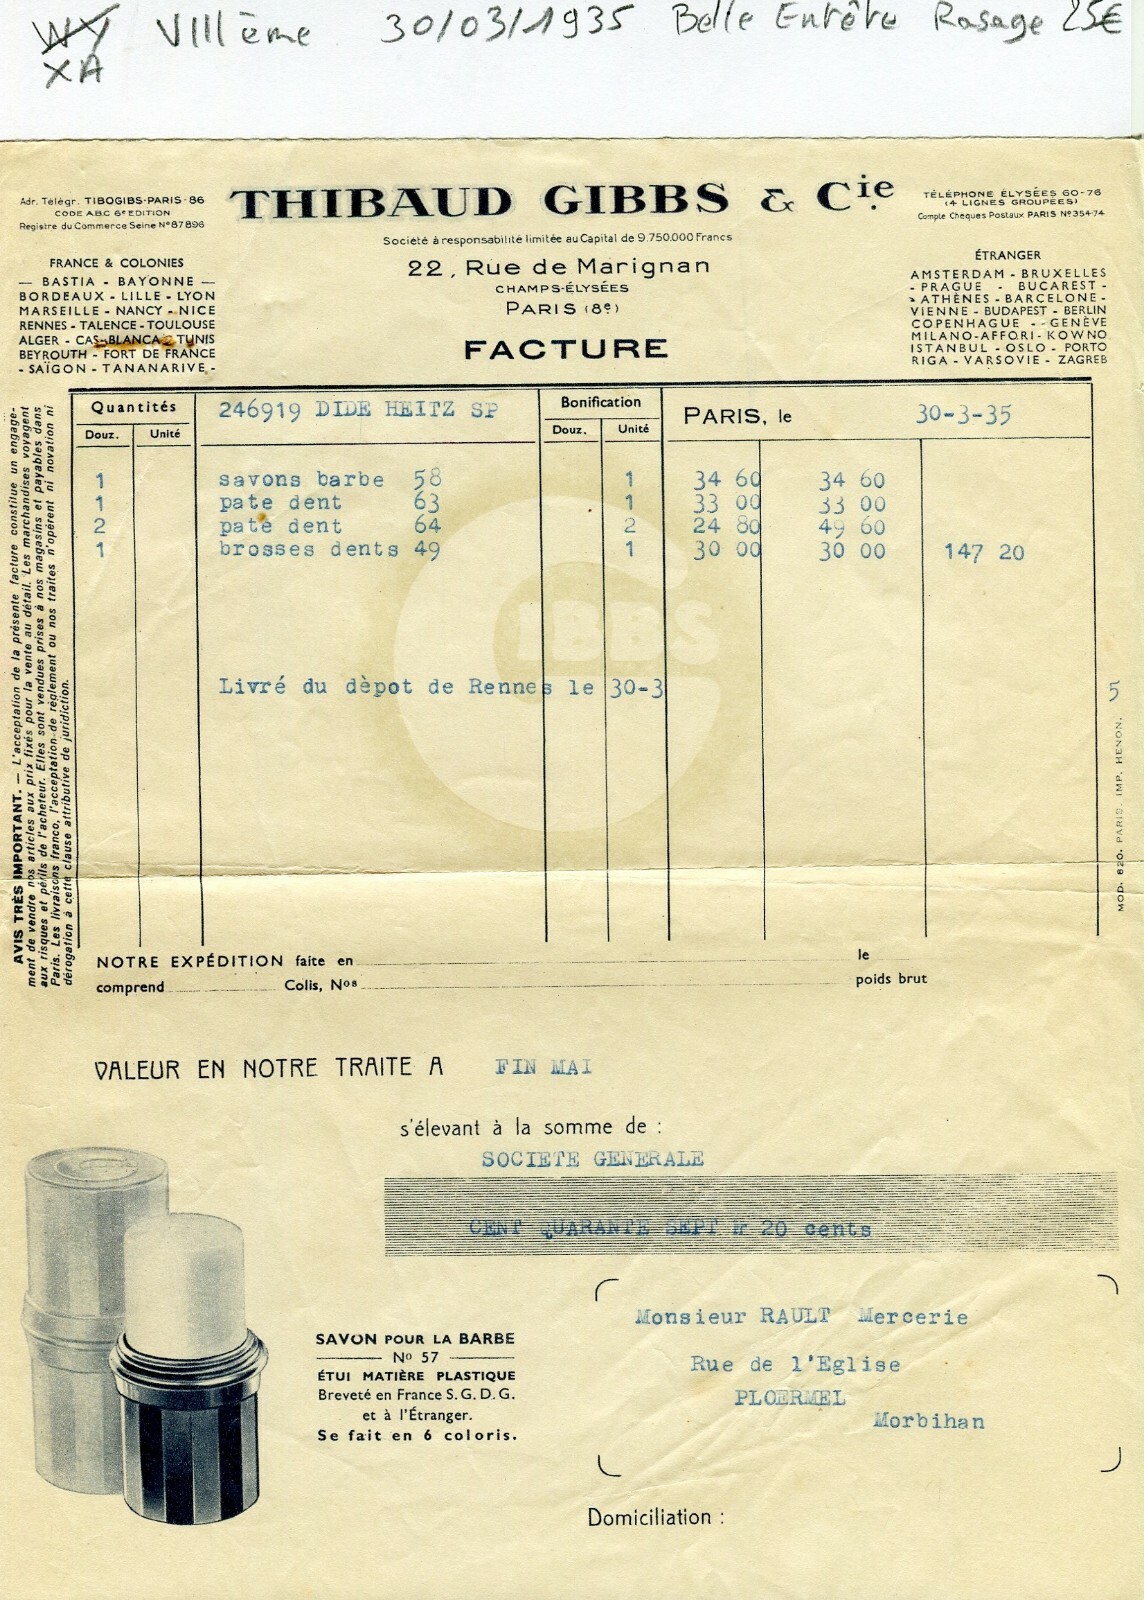 VIIIème 30/03/1935 Belle Entête Rasage 25€
XA
Adr. Télégr. TIBOGIBS-PARIS-86
CODE A.B.C 6e EDITION
Registre du Commerce Seine N°87896
THIBAUD GIBBS & Cie
TÉLÉPHONE ÉLYSÉES 60-76
(4 LIGNES GROUPÉES)
Compte Chèques Postaux PARIS N°354-74
Société à responsabilité limitée au Capital de 9.750.000 Francs
22, Rue de Marignan
CHAMPS-ÉLYSÉES
PARIS (8e)
FACTURE
FRANCE & COLONIES
— BASTIA - BAYONNE —
BORDEAUX - LILLE - LYON
MARSEILLE - NANCY - NICE
RENNES - TALENCE - TOULOUSE
ALGER - CASABLANCA - TUNIS
BEYROUTH - FORT DE FRANCE
- SAÏGON - TANANARIVE -
ÉTRANGER
AMSTERDAM - BRUXELLES
- PRAGUE - BUCAREST -
- ATHÈNES - BARCELONE -
VIENNE - BUDAPEST - BERLIN
COPENHAGUE - GENÈVE
MILANO-AFFORI - KOWNO
ISTANBUL - OSLO - PORTO
RIGA - VARSOVIE - ZAGREB
Quantités
Douz. Unité
246919 DIDE HEITZ SP
Bonification
Douz. Unité
PARIS, le 30-3-35
1 savons barbe 58 1 34 60 34 60
1 pate dent 63 1 33 00 33 00
2 pate dent 64 2 24 80 49 60
1 brosses dents 49 1 30 00 30 00 147 20
GIBBS
Livré du dèpot de Rennes le 30-3
5
AVIS TRÈS IMPORTANT. — L'acceptation de la présente facture constitue un engage-
ment de vendre nos articles aux prix fixés pour la vente au détail. Les marchandises voyagent
aux risques et périls de l'acheteur. Elles sont vendues prises à nos magasins et payables dans
Paris. Les livraisons franco, l'acceptation de règlement ou nos traites n'opèrent ni novation ni
dérogation à cette clause attributive de juridiction.
MOD. 620. PARIS. IMP. HENON.
NOTRE EXPÉDITION faite en le
comprend Colis, Nos poids brut
VALEUR EN NOTRE TRAITE A FIN MAI
s'élevant à la somme de :
SOCIETE GENERALE
CENT QUARANTE SEPT Fr 20 cents
SAVON POUR LA BARBE
No 57
ÉTUI MATIÈRE PLASTIQUE
Breveté en France S.G.D.G.
et à l'Étranger.
Se fait en 6 coloris.
Monsieur RAULT Mercerie
Rue de l'Eglise
PLOERMEL
Morbihan
Domiciliation :